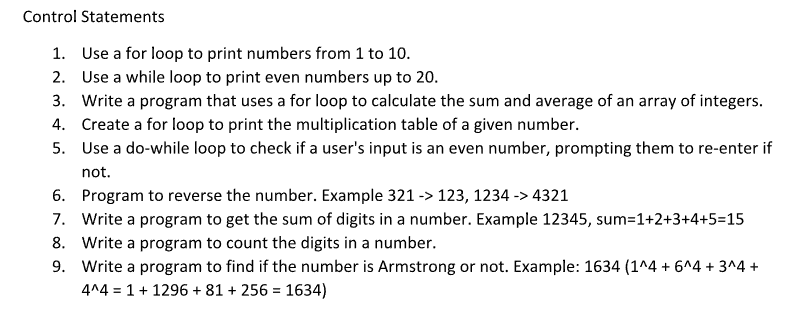 Control Statements
1. Use a for loop to print numbers from 1 to 10.
2. Use a while loop to print even numbers up to 20.
3. Write a program that uses a for loop to calculate the sum and average of an array of integers.
4. Create a for loop to print the multiplication table of a given number.
5. Use a do-while loop to check if a user's input is an even number, prompting them to re-enter if
not.
6. Program to reverse the number. Example 321 -> 123, 1234 -> 4321
7. Write a program to get the sum of digits in a number. Example 12345, sum=1+2+3+4+5=15
8. Write a program to count the digits in a number.
9. Write a program to find if the number is Armstrong or not. Example: 1634 (1^4 + 6^4 + 3^4 +
4^4 = 1 + 1296 + 81 + 256 = 1634)